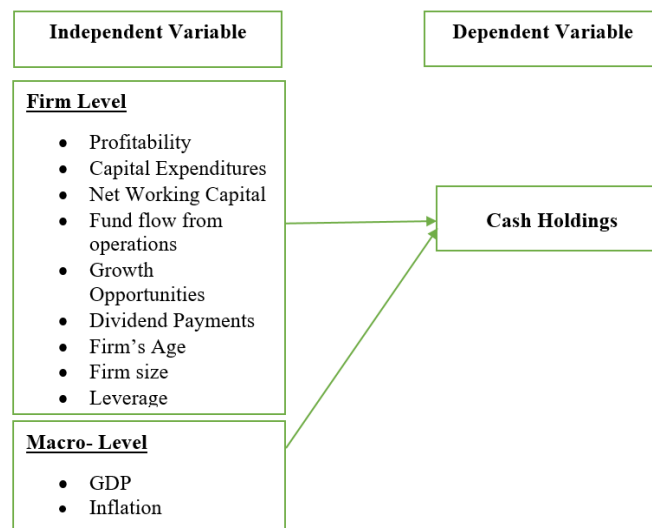 Independent Variable
Dependent Variable
Firm Level
• Profitability
• Capital Expenditures
• Net Working Capital
• Fund flow from
operations
• Growth
Opportunities
• Dividend Payments
• Firm's Age
• Firm size
• Leverage
Cash Holdings
Macro- Level
• GDP
• Inflation